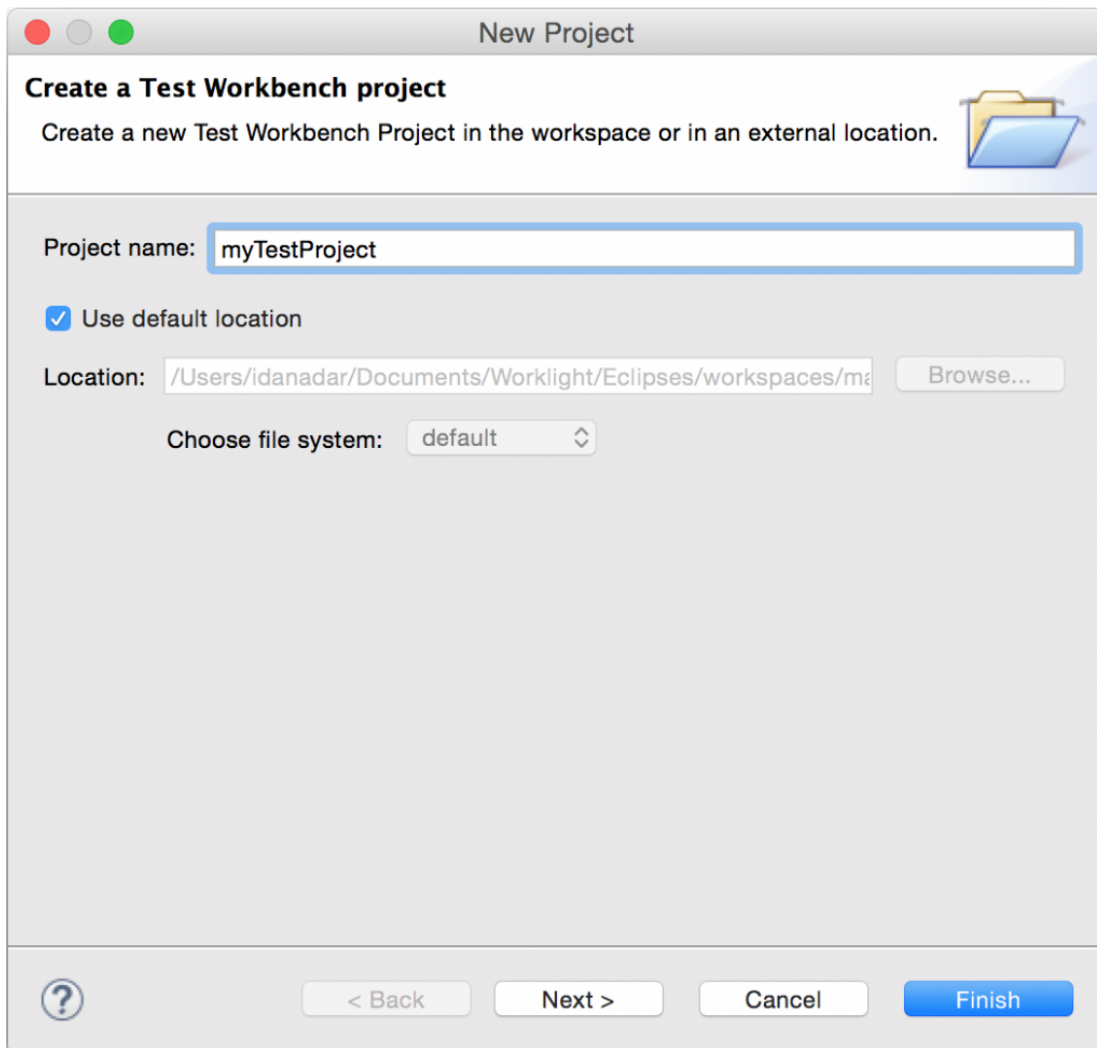 New Project
Create a Test Workbench project
Create a new Test Workbench Project in the workspace or in an external location.
Project name: myTestProject
Use default location
Location: /Users/idanadar/Documents/Worklight/Eclipses/workspaces/ma Browse...
Choose file system: default
? < Back Next > Cancel Finish